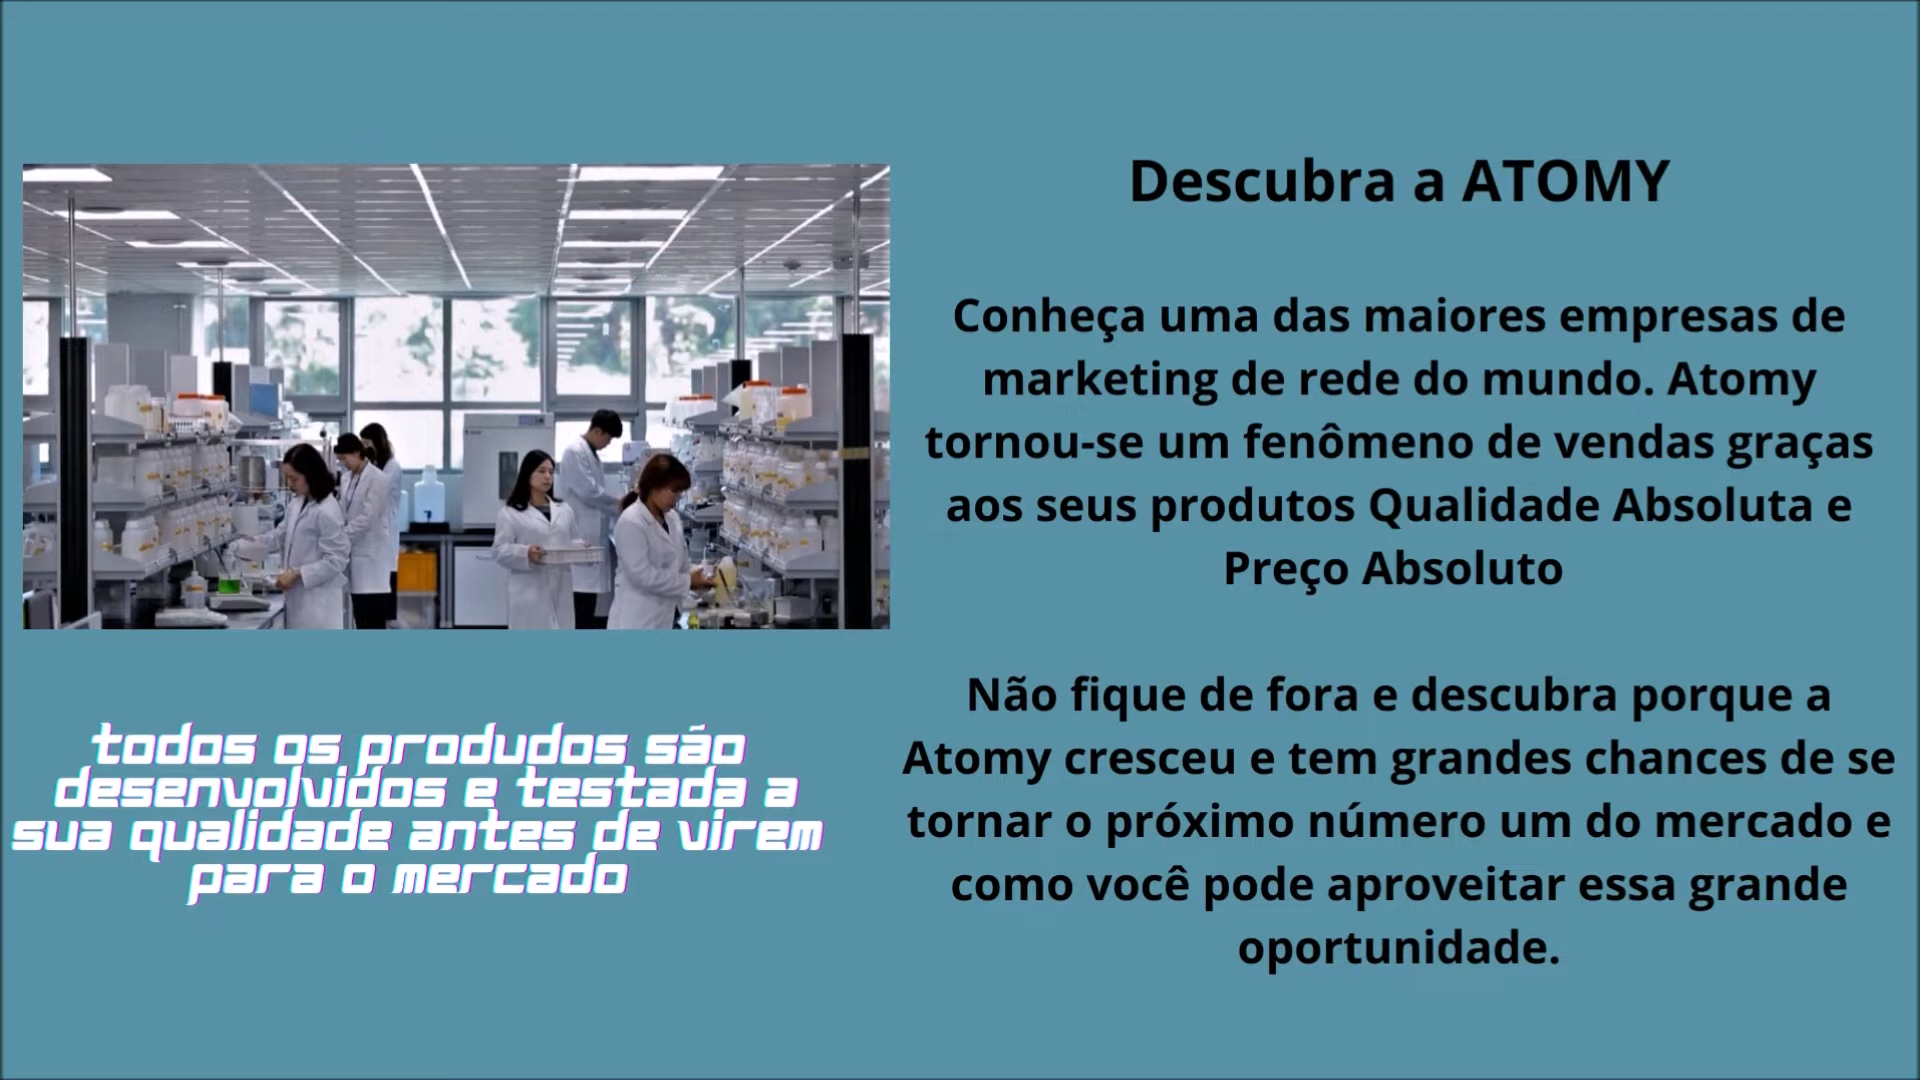 Descubra a ATOMY
Conheça uma das maiores empresas de
marketing de rede do mundo. Atomy
tornou-se um fenômeno de vendas graças
aos seus produtos Qualidade Absoluta e
Preço Absoluto
Não fique de fora e descubra porque a
Atomy cresceu e tem grandes chances de se
tornar o próximo número um do mercado e
como você pode aproveitar essa grande
oportunidade.
todos os produdos são
desenvolvidos e testada a
sua qualidade antes de virem
para o mercado